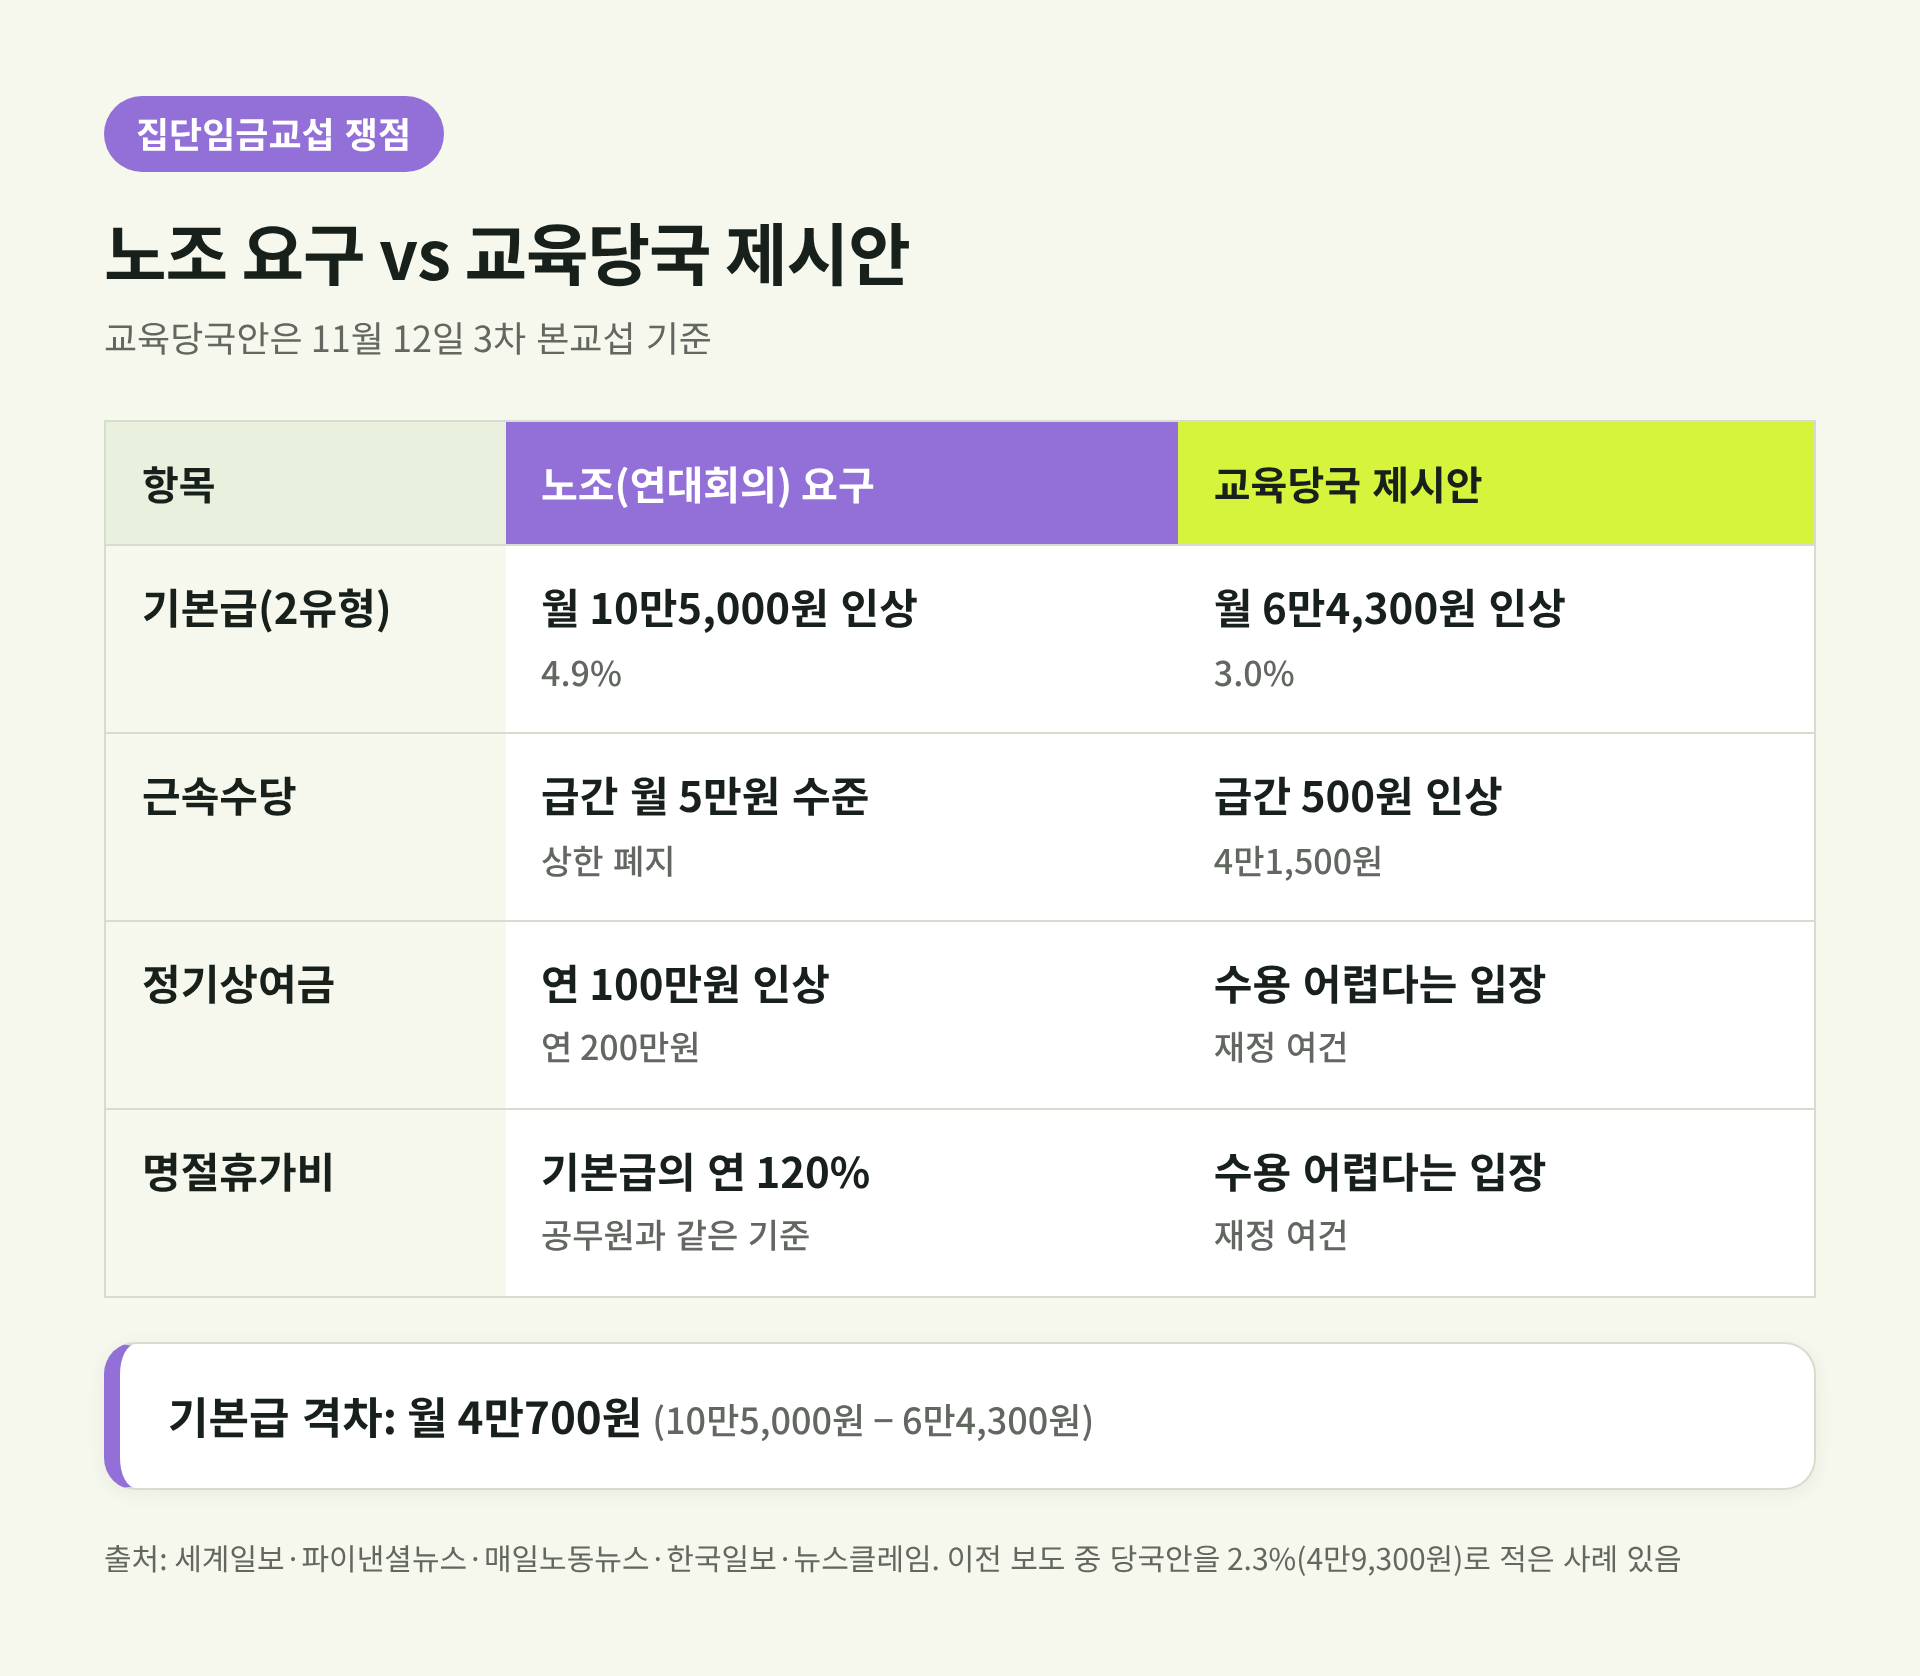 집단임금교섭 쟁점
노조 요구 vs 교육당국 제시안
교육당국안은 11월 12일 3차 본교섭 기준
항목 노조(연대회의) 요구 교육당국 제시안
기본급(2유형) 월 10만5,000원 인상 월 6만4,300원 인상
4.9% 3.0%
근속수당 급간 월 5만원 수준 급간 500원 인상
상한 폐지 4만1,500원
정기상여금 연 100만원 인상 수용 어렵다는 입장
연 200만원 재정 여건
명절휴가비 기본급의 연 120% 수용 어렵다는 입장
공무원과 같은 기준 재정 여건
기본급 격차: 월 4만700원 (10만5,000원 − 6만4,300원)
출처: 세계일보·파이낸셜뉴스·매일노동뉴스·한국일보·뉴스클레임. 이전 보도 중 당국안을 2.3%(4만9,300원)로 적은 사례 있음